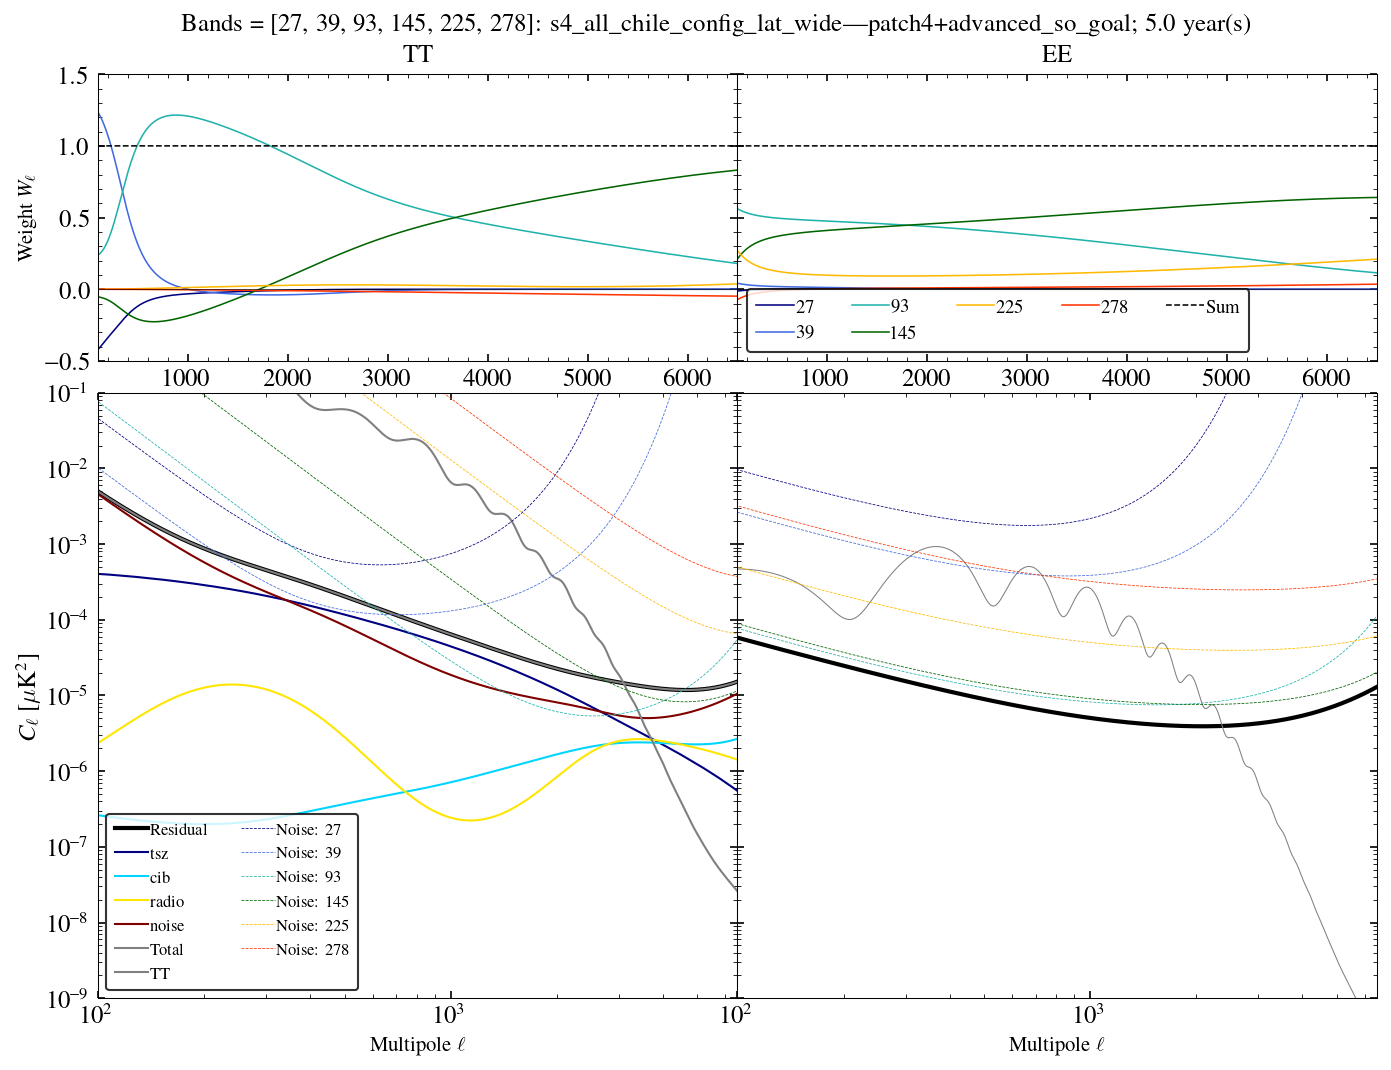 Bands = [27, 39, 93, 145, 225, 278]: s4_all_chile_config_lat_wide—patch4+advanced_so_goal; 5.0 year(s)
TT
EE
1.5
1.0
0.5
0.0
−0.5
Weight W_ℓ
27
93
225
278
Sum
39
145
1000 2000 3000 4000 5000 6000
1000 2000 3000 4000 5000 6000
10^{-1}
10^{-2}
10^{-3}
10^{-4}
10^{-5}
10^{-6}
10^{-7}
10^{-8}
10^{-9}
C_ℓ [μK^2]
Residual
tsz
cib
radio
noise
Total
TT
Noise: 27
Noise: 39
Noise: 93
Noise: 145
Noise: 225
Noise: 278
10^2 10^3 10^2 10^3
Multipole ℓ
Multipole ℓ